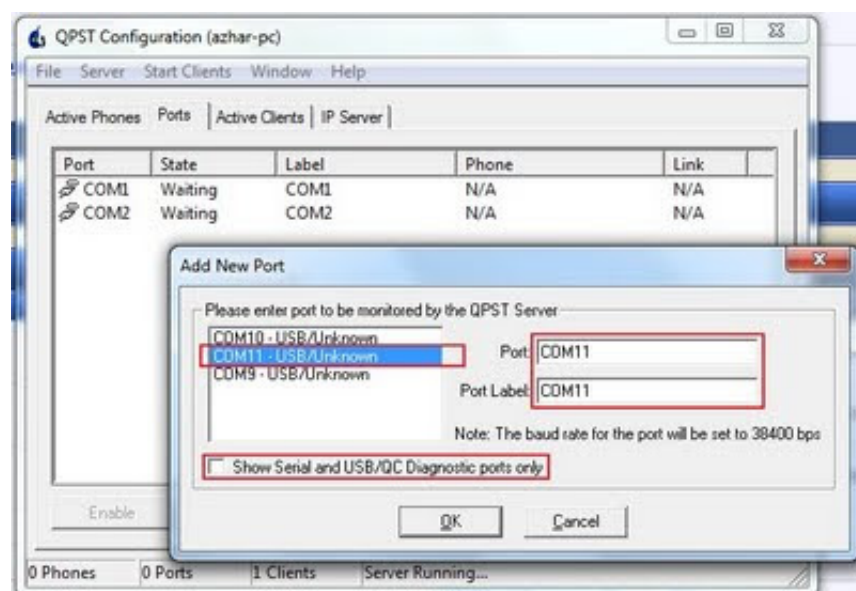 QPST Configuration (azhar-pc)
File Server Start Clients Window Help
Active Phones Ports Active Clients IP Server
Port State Label Phone Link
COM1 Waiting COM1 N/A N/A
COM2 Waiting COM2 N/A N/A
Add New Port
Please enter port to be monitored by the QPST Server
COM10 - USB/Unknown
COM11 - USB/Unknown
COM9 - USB/Unknown
Port: COM11
Port Label: COM11
Note: The baud rate for the port will be set to 38400 bps
Show Serial and USB/QC Diagnostic ports only
Enable
OK Cancel
0 Phones 0 Ports 1 Clients Server Running...